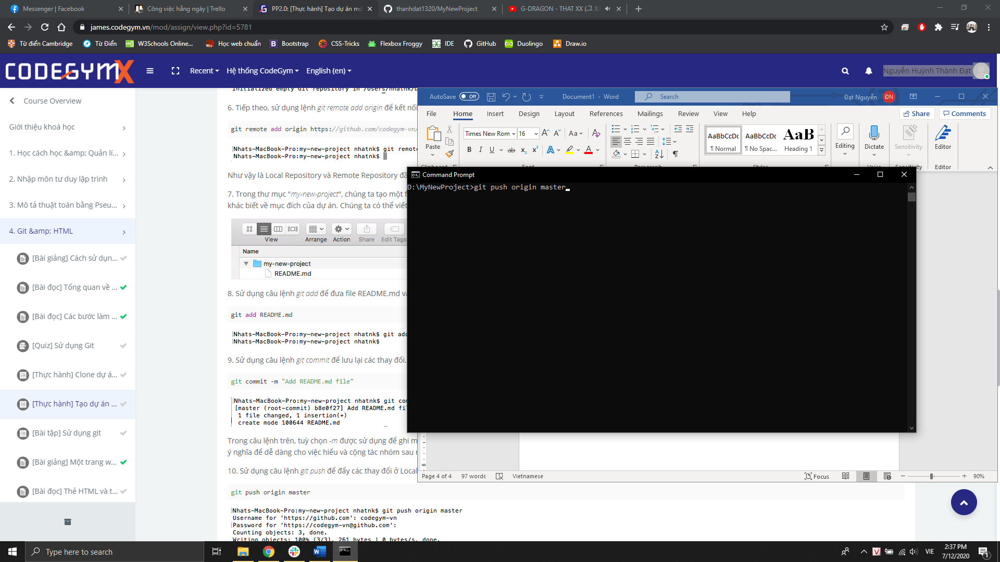 Messenger | Facebook
Công việc hằng ngày | Trello
PP2.0: [Thực hành] Tạo dự án mớ
thanhdat1320/MyNewProject
G-DRAGON - THAT XX (그 XX
james.codegym.vn/mod/assign/view.php?id=5781
Từ điển Cambridge
Từ Điển
W3Schools Online...
Học web chuẩn
Bootstrap
CSS-Tricks
Flexbox Froggy
IDE
GitHub
Duolingo
Draw.io
CODEGYMX
Recent
Hệ thống CodeGym
English (en)
Nguyễn Huỳnh Thành Đạt
Course Overview
Giới thiệu khoá học
1. Học cách học &amp; Quản lí...
2. Nhập môn tư duy lập trình
3. Mô tả thuật toán bằng Pseu...
4. Git &amp; HTML
[Bài giảng] Cách sử dụn...
[Bài đọc] Tổng quan về ...
[Bài đọc] Các bước làm ...
[Quiz] Sử dụng Git
[Thực hành] Clone dự á...
[Thực hành] Tạo dự án ...
[Bài tập] Sử dụng git
[Bài giảng] Một trang w...
[Bài đọc] Thẻ HTML và t...
Initialized empty Git repository in /Users/nhatnk/D
6. Tiếp theo, sử dụng lệnh git remote add origin để kết nối
git remote add origin https://github.com/codegym-vn/
[Nhats-MacBook-Pro:my-new-project nhatnk$ git remote
Nhats-MacBook-Pro:my-new-project nhatnk$
Như vậy là Local Repository và Remote Repository đã
7. Trong thư mục "my-new-project", chúng ta tạo một f
khác biệt về mục đích của dự án. Chúng ta có thể viết
View
Arrange
Action
Share
Edit Tags
Name
my-new-project
README.md
8. Sử dụng câu lệnh git add để đưa file README.md và
git add README.md
[Nhats-MacBook-Pro:my-new-project nhatnk$ git add
[Nhats-MacBook-Pro:my-new-project nhatnk$
9. Sử dụng câu lệnh git commit để lưu lại các thay đổi.
git commit -m "Add README.md file"
[Nhats-MacBook-Pro:my-new-project nhatnk$ git com
[master (root-commit) b8e0f27] Add README.md fil
1 file changed, 1 insertion(+)
create mode 100644 README.md
Trong câu lệnh trên, tuỳ chọn -m được sử dụng để ghi m
ý nghĩa để dễ dàng cho việc hiểu và cộng tác nhóm sau
10. Sử dụng câu lệnh git push để đẩy các thay đổi ở Local
git push origin master
[Nhats-MacBook-Pro:my-new-project nhatnk$ git push origin master
Username for 'https://github.com': codegym-vn
[Password for 'https://codegym-vn@github.com':
Counting objects: 3, done.
Writing objects: 100% (3/3), 261 bytes | 0 bytes/s, done.
AutoSave
Off
Document1 - Word
Search
Đạt Nguyễn
ĐN
File
Home
Insert
Design
Layout
References
Mailings
Review
View
Help
Share
Comments
Paste
Times New Rom
16
AaBbCcDc
¶ Normal
AaBbCcDc
¶ No Spac...
AaBb
Heading 1
Editing
Dictate
Sensitivity
Editor
Clipboard
Font
Paragraph
Styles
Voice
Sensitivity
Editor
Command Prompt
D:\MyNewProject>git push origin master
Page 4 of 4
97 words
Vietnamese
Focus
90%
Type here to search
VIE
2:37 PM
7/12/2020
1